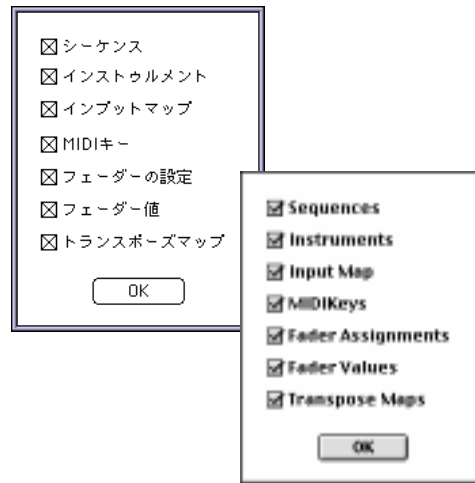 シーケンス
インストゥルメント
インプットマップ
MIDIキー
フェーダーの設定
フェーダー値
トランスポーズマップ
OK
Sequences
Instruments
Input Map
MIDIKeys
Fader Assignments
Fader Values
Transpose Maps
OK